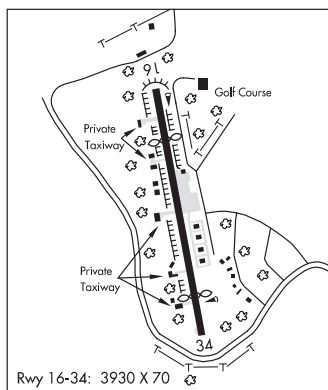 16
Golf Course
Private
Taxiway
Private
Taxiway
34
Rwy 16-34: 3930 X 70